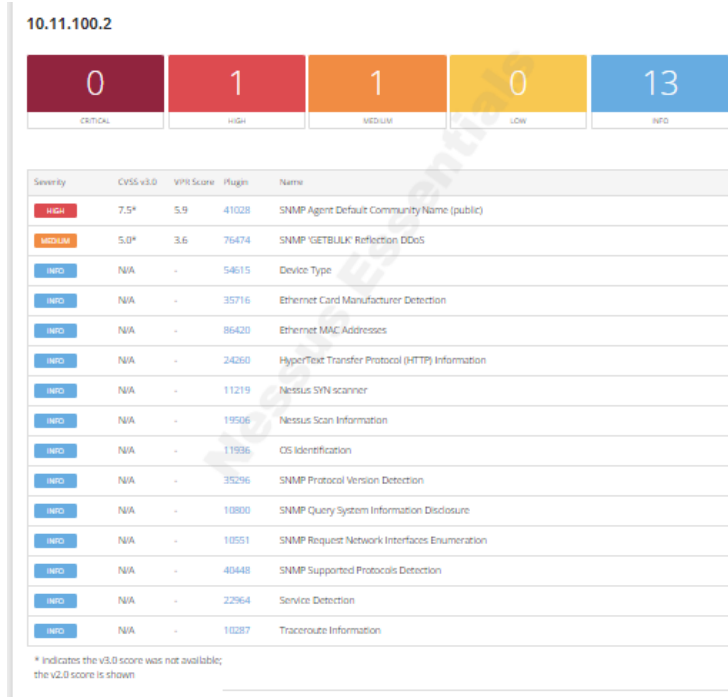 10.11.100.2
0 1 1 0 13
CRITICAL HIGH MEDIUM LOW INFO
Severity CVSS v3.0 VPR Score Plugin Name
HIGH 7.5* 5.9 41028 SNMP Agent Default Community Name (public)
MEDIUM 5.0* 3.6 76474 SNMP 'GETBULK' Reflection DDoS
INFO N/A - 54615 Device Type
INFO N/A - 35716 Ethernet Card Manufacturer Detection
INFO N/A - 86420 Ethernet MAC Addresses
INFO N/A - 24260 HyperText Transfer Protocol (HTTP) Information
INFO N/A - 11219 Nessus SYN scanner
INFO N/A - 19506 Nessus Scan Information
INFO N/A - 11936 OS Identification
INFO N/A - 35296 SNMP Protocol Version Detection
INFO N/A - 10800 SNMP Query System Information Disclosure
INFO N/A - 10551 SNMP Request Network Interfaces Enumeration
INFO N/A - 40448 SNMP Supported Protocols Detection
INFO N/A - 22964 Service Detection
INFO N/A - 10287 Traceroute Information
* indicates the v3.0 score was not available;
the v2.0 score is shown
Nessus Essentials